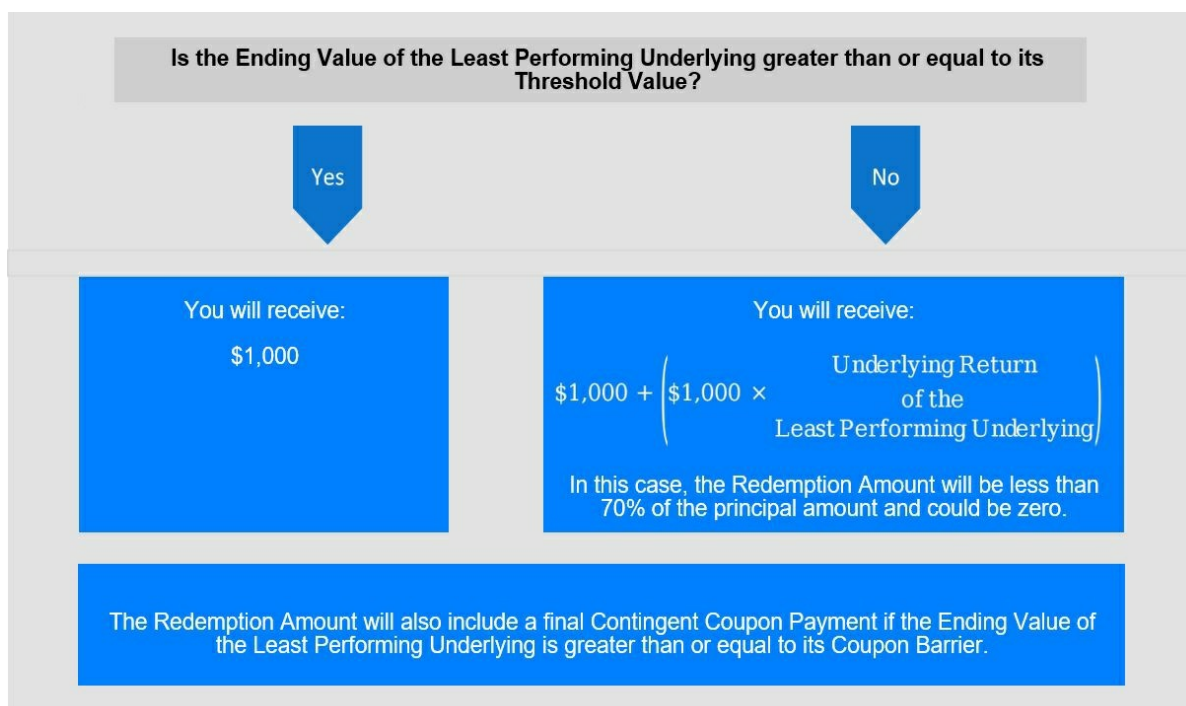 Is the Ending Value of the Least Performing Underlying greater than or equal to its
Threshold Value?
Yes
No
You will receive:
$1,000
You will receive:
$1,000 + ($1,000 × Underlying Return
of the
Least Performing Underlying)
In this case, the Redemption Amount will be less than
70% of the principal amount and could be zero.
The Redemption Amount will also include a final Contingent Coupon Payment if the Ending Value of
the Least Performing Underlying is greater than or equal to its Coupon Barrier.